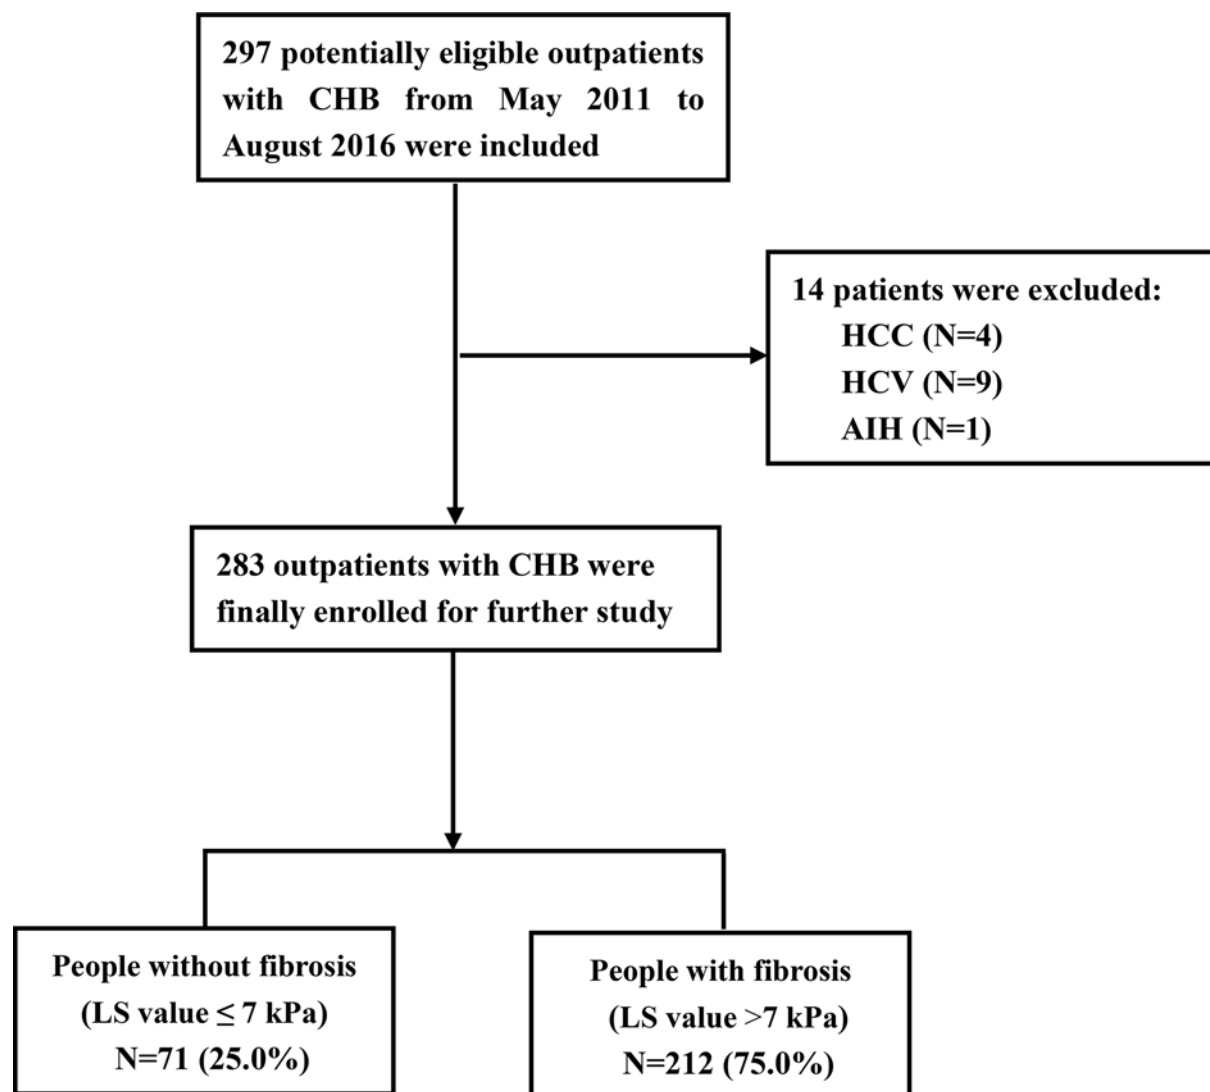 297 potentially eligible outpatients
with CHB from May 2011 to
August 2016 were included
14 patients were excluded:
HCC (N=4)
HCV (N=9)
AIH (N=1)
283 outpatients with CHB were
finally enrolled for further study
People without fibrosis
(LS value ≤ 7 kPa)
N=71 (25.0%)
People with fibrosis
(LS value >7 kPa)
N=212 (75.0%)